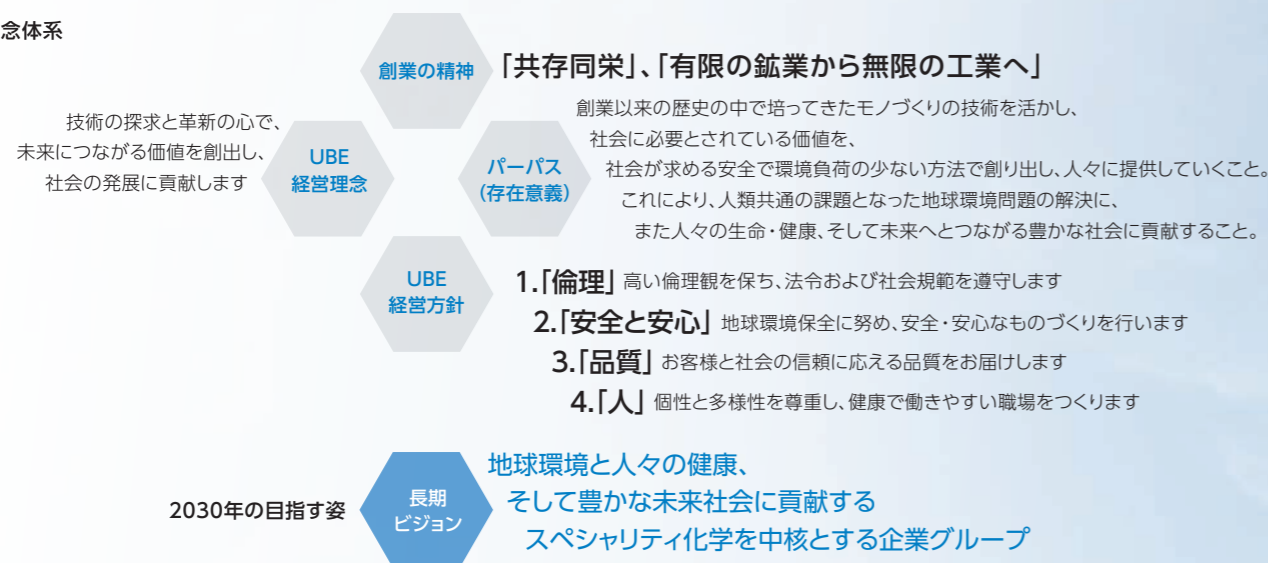 念体系
創業の精神
「共存同栄」、「有限の鉱業から無限の工業へ」
技術の探求と革新の心で、
未来につながる価値を創出し、
社会の発展に貢献します
UBE
経営理念
パーパス
(存在意義)
創業以来の歴史の中で培ってきたモノづくりの技術を活かし、
社会に必要とされている価値を、
社会が求める安全で環境負荷の少ない方法で創り出し、人々に提供していくこと。
これにより、人類共通の課題となった地球環境問題の解決に、
また人々の生命・健康、そして未来へとつながる豊かな社会に貢献すること。
UBE
経営方針
1.「倫理」 高い倫理観を保ち、法令および社会規範を遵守します
2.「安全と安心」 地球環境保全に努め、安全・安心なものづくりを行います
3.「品質」 お客様と社会の信頼に応える品質をお届けします
4.「人」 個性と多様性を尊重し、健康で働きやすい職場をつくります
2030年の目指す姿
長期
ビジョン
地球環境と人々の健康、
そして豊かな未来社会に貢献する
スペシャリティ化学を中核とする企業グループ